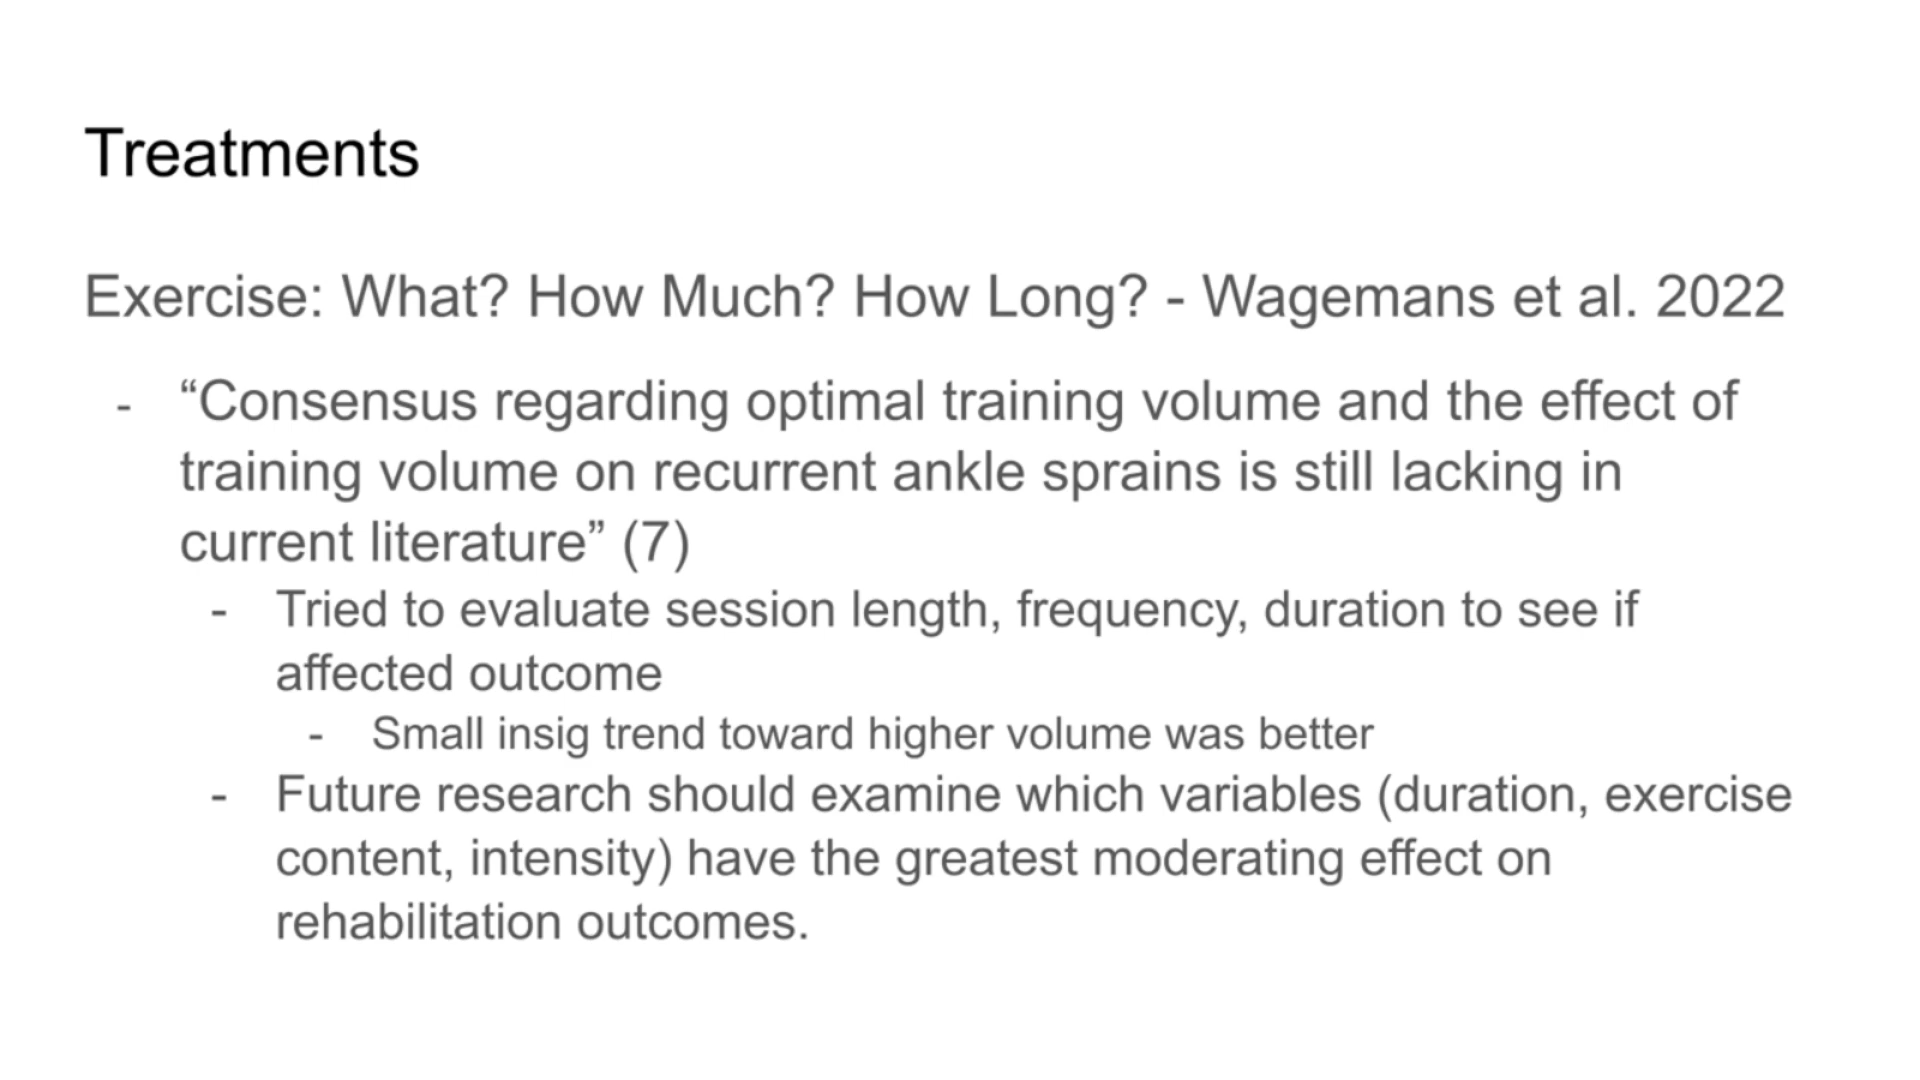 Treatments
Exercise: What? How Much? How Long? - Wagemans et al. 2022
- “Consensus regarding optimal training volume and the effect of
training volume on recurrent ankle sprains is still lacking in
current literature” (7)
- Tried to evaluate session length, frequency, duration to see if
affected outcome
- Small insig trend toward higher volume was better
- Future research should examine which variables (duration, exercise
content, intensity) have the greatest moderating effect on
rehabilitation outcomes.